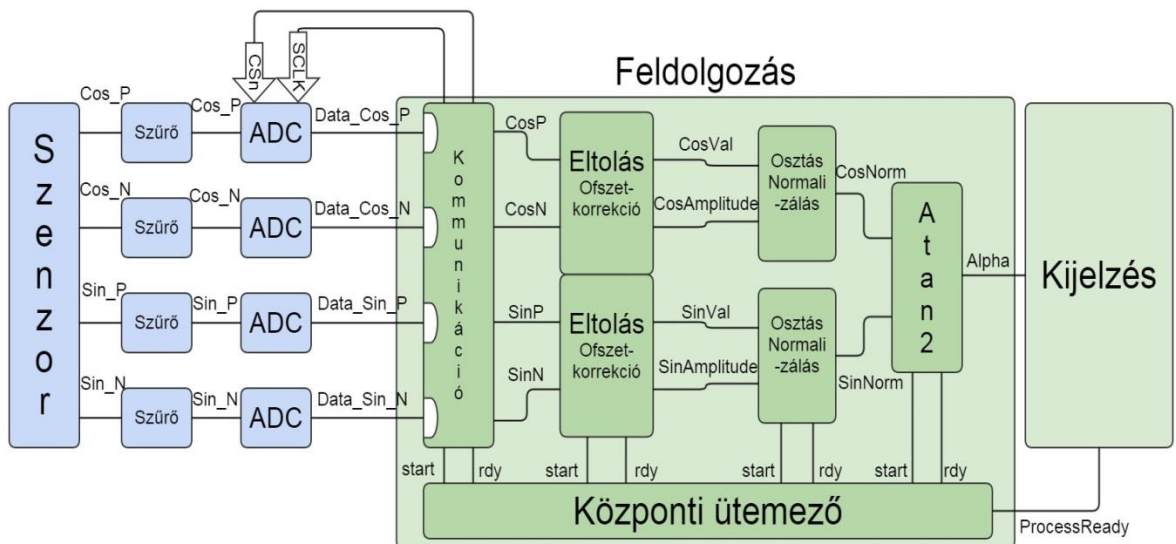 CSn
SCLK
Feldolgozás
Szenzor
Cos_P
Szűrő
Cos_P
ADC
Data_Cos_P
Cos_N
Szűrő
Cos_N
ADC
Data_Cos_N
Sin_P
Szűrő
Sin_P
ADC
Data_Sin_P
Sin_N
Szűrő
Sin_N
ADC
Data_Sin_N
Kommunikáció
CosP
CosN
SinP
SinN
Eltolás
Ofszet-
korrekció
Eltolás
Ofszet-
korrekció
CosVal
CosAmplitude
SinVal
SinAmplitude
Osztás
Normali
-zálás
Osztás
Normali
-zálás
CosNorm
SinNorm
Atan2
Alpha
Kijelzés
start
rdy
start
rdy
start
rdy
start
rdy
Központi ütemező
ProcessReady